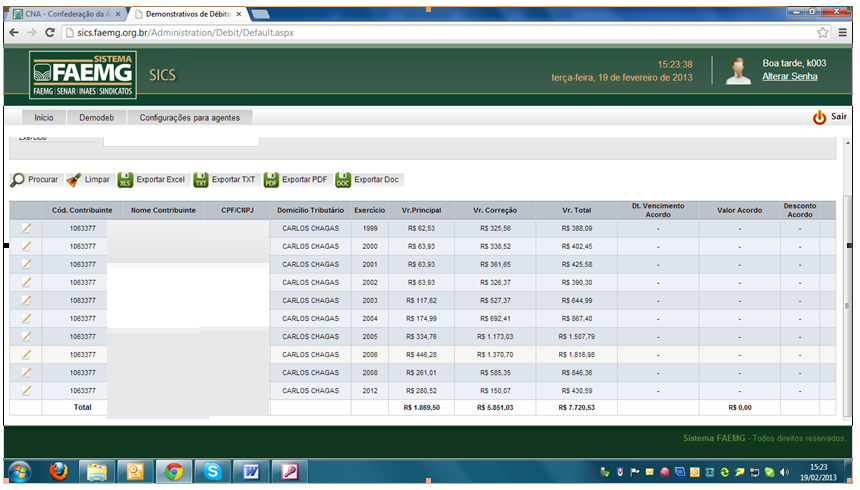 CNA - Confederação da A
Demonstrativos de Débito
sics.faemg.org.br/Administration/Debit/Default.aspx
SISTEMA
FAEMG
FAEMG SENAR INAES SINDICATOS
SICS
15:23:38
terça-feira, 19 de fevereiro de 2013
Boa tarde, k003
Alterar Senha
Início Demodeb Configurações para agentes Sair
Exercício
Procurar Limpar Exportar Excel Exportar TXT Exportar PDF Exportar Doc
Cód. Contribuinte Nome Contribuinte CPF/CNPJ Domicílio Tributário Exercício Vr.Principal Vr. Correção Vr. Total Dt. Vencimento Acordo Valor Acordo Desconto Acordo
1063377 CARLOS CHAGAS 1999 R$ 62,53 R$ 325,56 R$ 388,09 - - -
1063377 CARLOS CHAGAS 2000 R$ 63,93 R$ 338,52 R$ 402,45 - - -
1063377 CARLOS CHAGAS 2001 R$ 63,93 R$ 361,65 R$ 425,58 - - -
1063377 CARLOS CHAGAS 2002 R$ 63,93 R$ 326,37 R$ 390,30 - - -
1063377 CARLOS CHAGAS 2003 R$ 117,62 R$ 527,37 R$ 644,99 - - -
1063377 CARLOS CHAGAS 2004 R$ 174,99 R$ 692,41 R$ 867,40 - - -
1063377 CARLOS CHAGAS 2005 R$ 334,76 R$ 1.173,03 R$ 1.507,79 - - -
1063377 CARLOS CHAGAS 2006 R$ 446,28 R$ 1.370,70 R$ 1.816,98 - - -
1063377 CARLOS CHAGAS 2008 R$ 261,01 R$ 585,35 R$ 846,36 - - -
1063377 CARLOS CHAGAS 2012 R$ 280,52 R$ 150,07 R$ 430,59 - - -
Total R$ 1.869,50 R$ 5.851,03 R$ 7.720,53 R$ 0,00
Sistema FAEMG - Todos direitos reservados.
15:23
19/02/2013